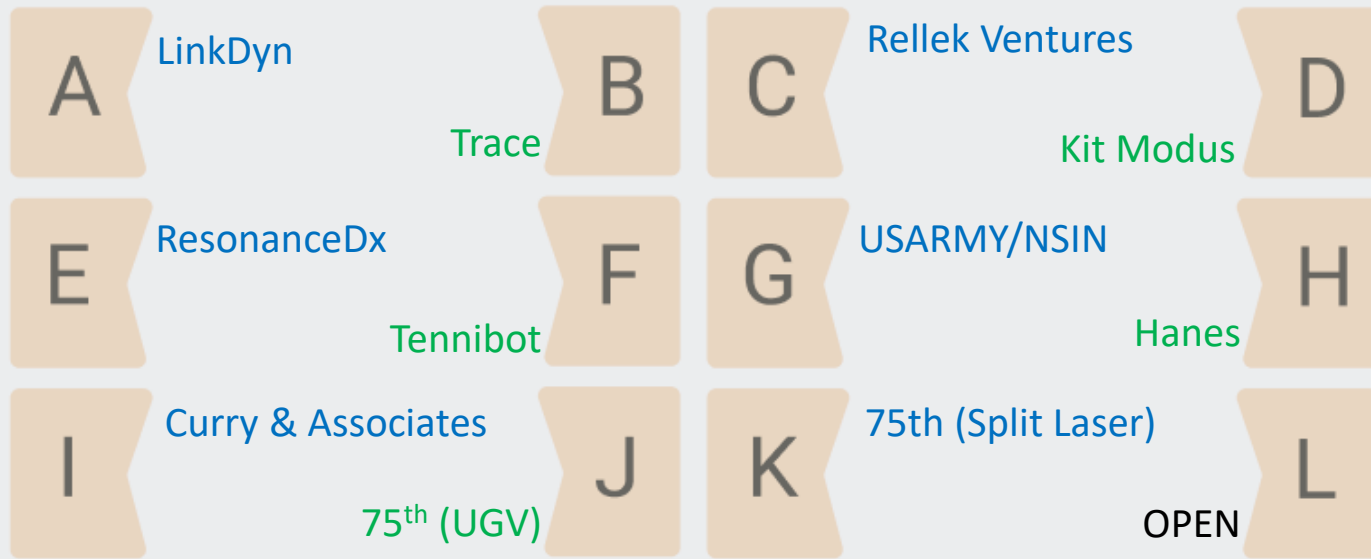 A LinkDyn B C Rellek Ventures D
Trace Kit Modus
E ResonanceDx F G USARMY/NSIN H
Tennibot Hanes
I Curry & Associates J K 75th (Split Laser) L
75th (UGV) OPEN